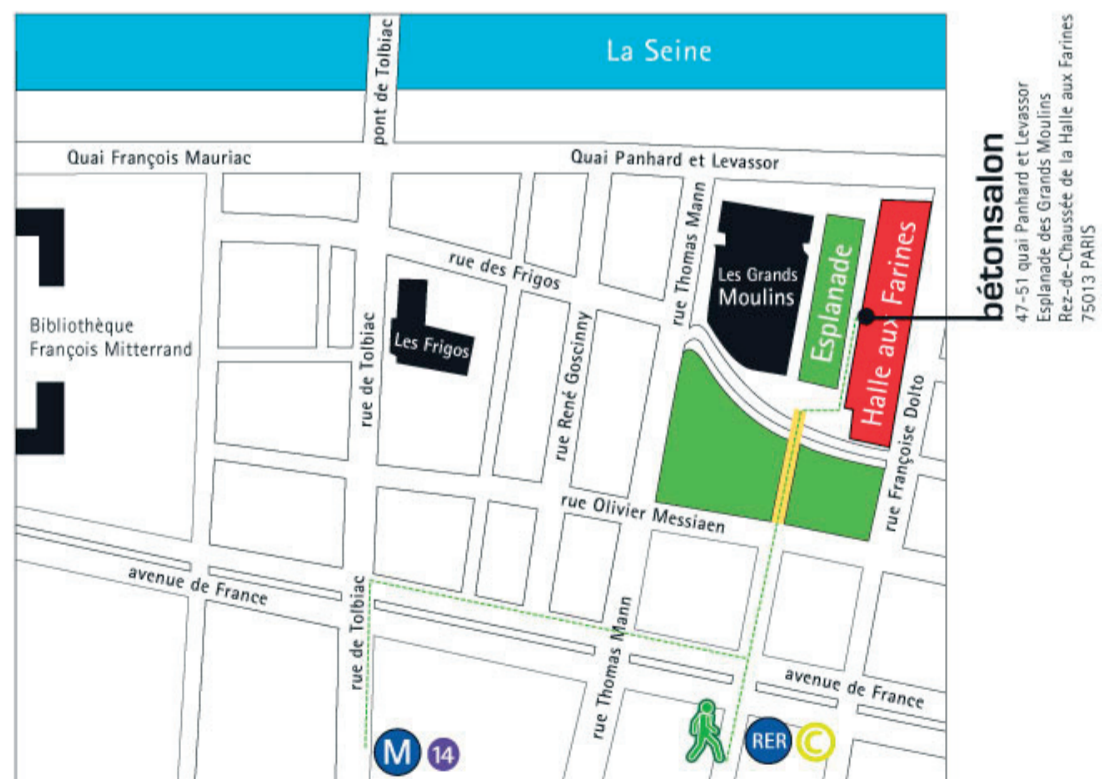 La Seine
pont de Tolbiac
Quai François Mauriac
Quai Panhard et Levassor
bétonsalon
47-51 quai Panhard et Levassor
Esplanade des Grands Moulins
Rez-de-Chaussée de la Halle aux Farines
75013 PARIS
rue Thomas Mann
Les Grands
Moulins
Esplanade
Halle aux Farines
rue des Frigos
Bibliothèque
François Mitterrand
rue de Tolbiac
Les Frigos
rue René Goscinny
rue Françoise Dolto
rue Olivier Messiaen
avenue de France
rue de Tolbiac
rue Thomas Mann
avenue de France
M 14
RER C